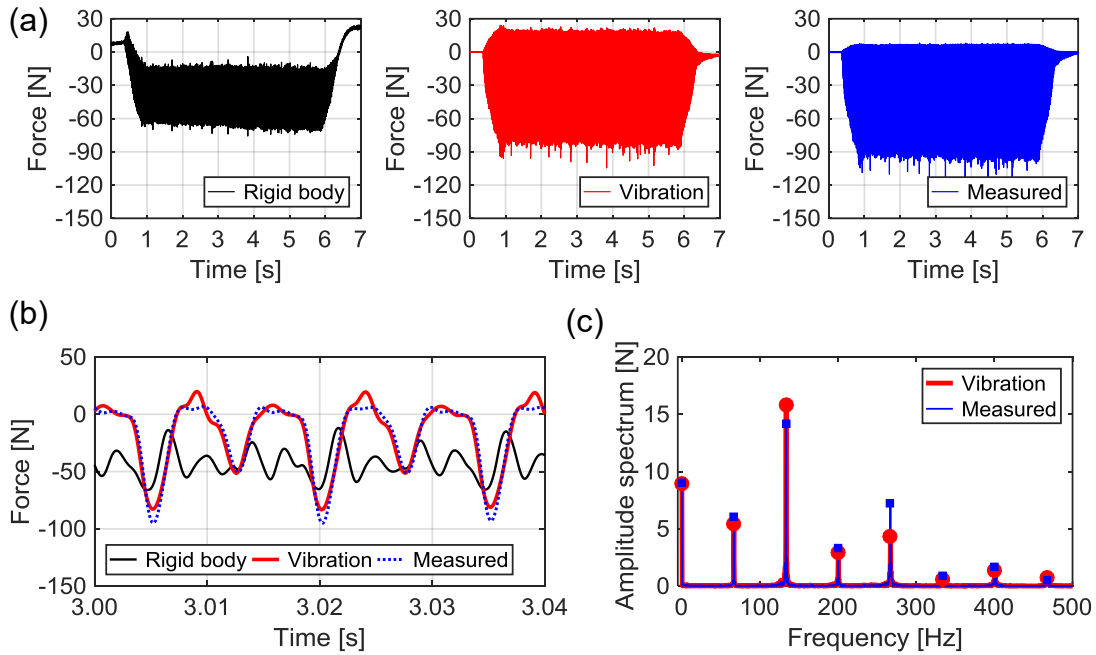 (a)
30
0
-30
-60
-90
-120
-150
Force [N]
Rigid body
0 1 2 3 4 5 6 7
Time [s]
30
0
-30
-60
-90
-120
-150
Force [N]
Vibration
0 1 2 3 4 5 6 7
Time [s]
30
0
-30
-60
-90
-120
-150
Force [N]
Measured
0 1 2 3 4 5 6 7
Time [s]
(b)
50
0
-50
-100
-150
Force [N]
Rigid body Vibration Measured
3.00 3.01 3.02 3.03 3.04
Time [s]
(c)
20
15
10
5
0
Amplitude spectrum [N]
Vibration
Measured
0 100 200 300 400 500
Frequency [Hz]